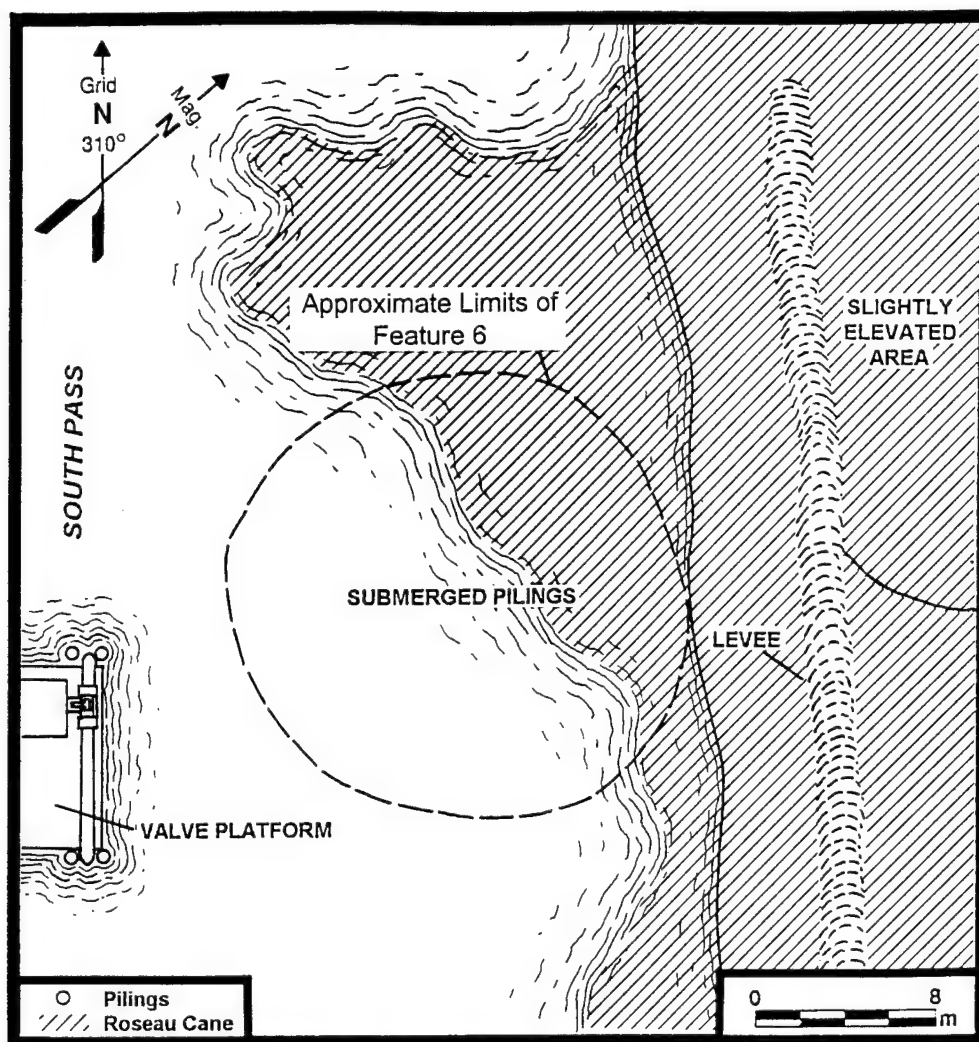 Grid
N
310°
Mag.
N
Approximate Limits of
Feature 6
SLIGHTLY
ELEVATED
AREA
SOUTH PASS
SUBMERGED PILINGS
LEVEE
VALVE PLATFORM
Pilings
Roseau Cane
0 8
m